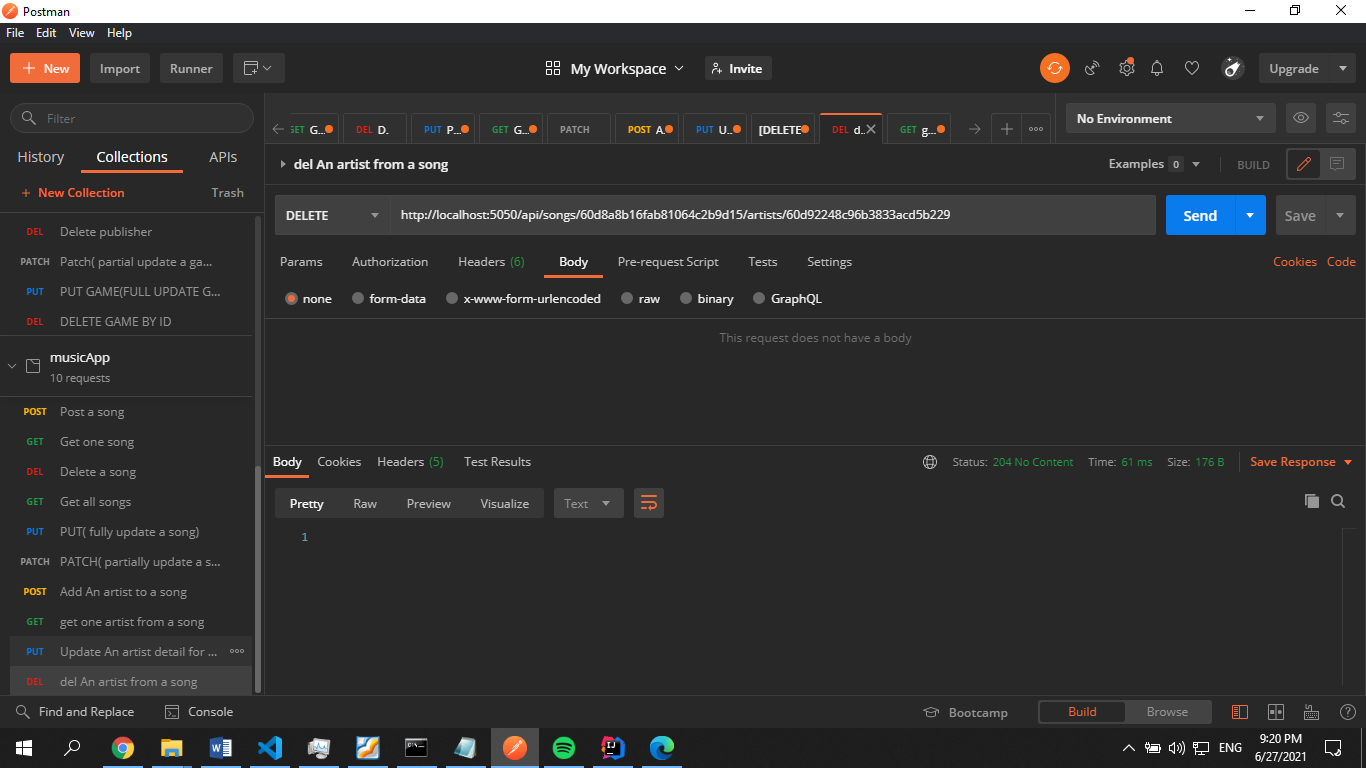 Postman
File Edit View Help
New Import Runner My Workspace Invite Upgrade
Filter
GET G... DEL D. PUT P... GET G... PATCH POST A. PUT U.. [DELETE DEL d.. GET g...
No Environment
History Collections APIs
New Collection Trash
del An artist from a song Examples 0 BUILD
DELETE http://localhost:5050/api/songs/60d8a8b16fab81064c2b9d15/artists/60d92248c96b3833acd5b229 Send Save
DEL Delete publisher
PATCH Patch( partial update a ga...
PUT PUT GAME(FULL UPDATE G...
DEL DELETE GAME BY ID
musicApp
10 requests
POST Post a song
GET Get one song
DEL Delete a song
GET Get all songs
PUT PUT( fully update a song)
PATCH PATCH( partially update a s...
POST Add An artist to a song
GET get one artist from a song
PUT Update An artist detail for ...
DEL del An artist from a song
Params Authorization Headers (6) Body Pre-request Script Tests Settings Cookies Code
none form-data x-www-form-urlencoded raw binary GraphQL
This request does not have a body
Body Cookies Headers (5) Test Results Status: 204 No Content Time: 61 ms Size: 176 B Save Response
Pretty Raw Preview Visualize Text
1
Find and Replace Console Bootcamp Build Browse
ENG 9:20 PM
6/27/2021